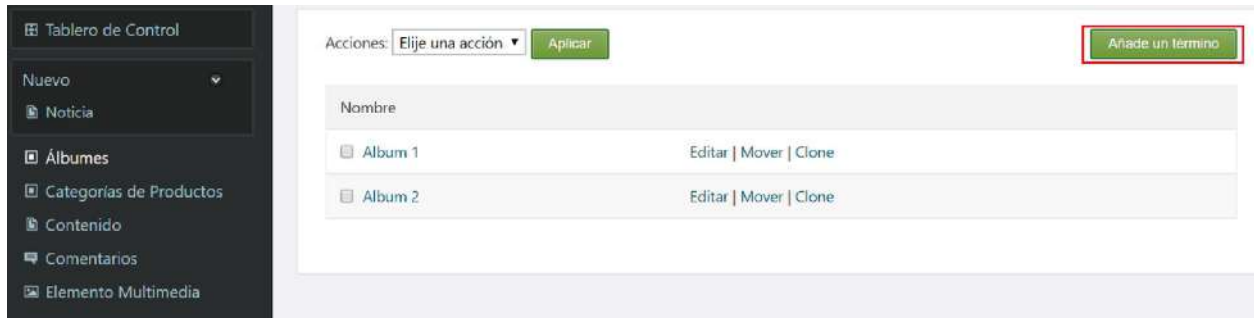 Tablero de Control
Nuevo
Noticia
Álbumes
Categorías de Productos
Contenido
Comentarios
Elemento Multimedia
Acciones: Elije una acción Aplicar
Añade un término
Nombre
Album 1 Editar | Mover | Clone
Album 2 Editar | Mover | Clone